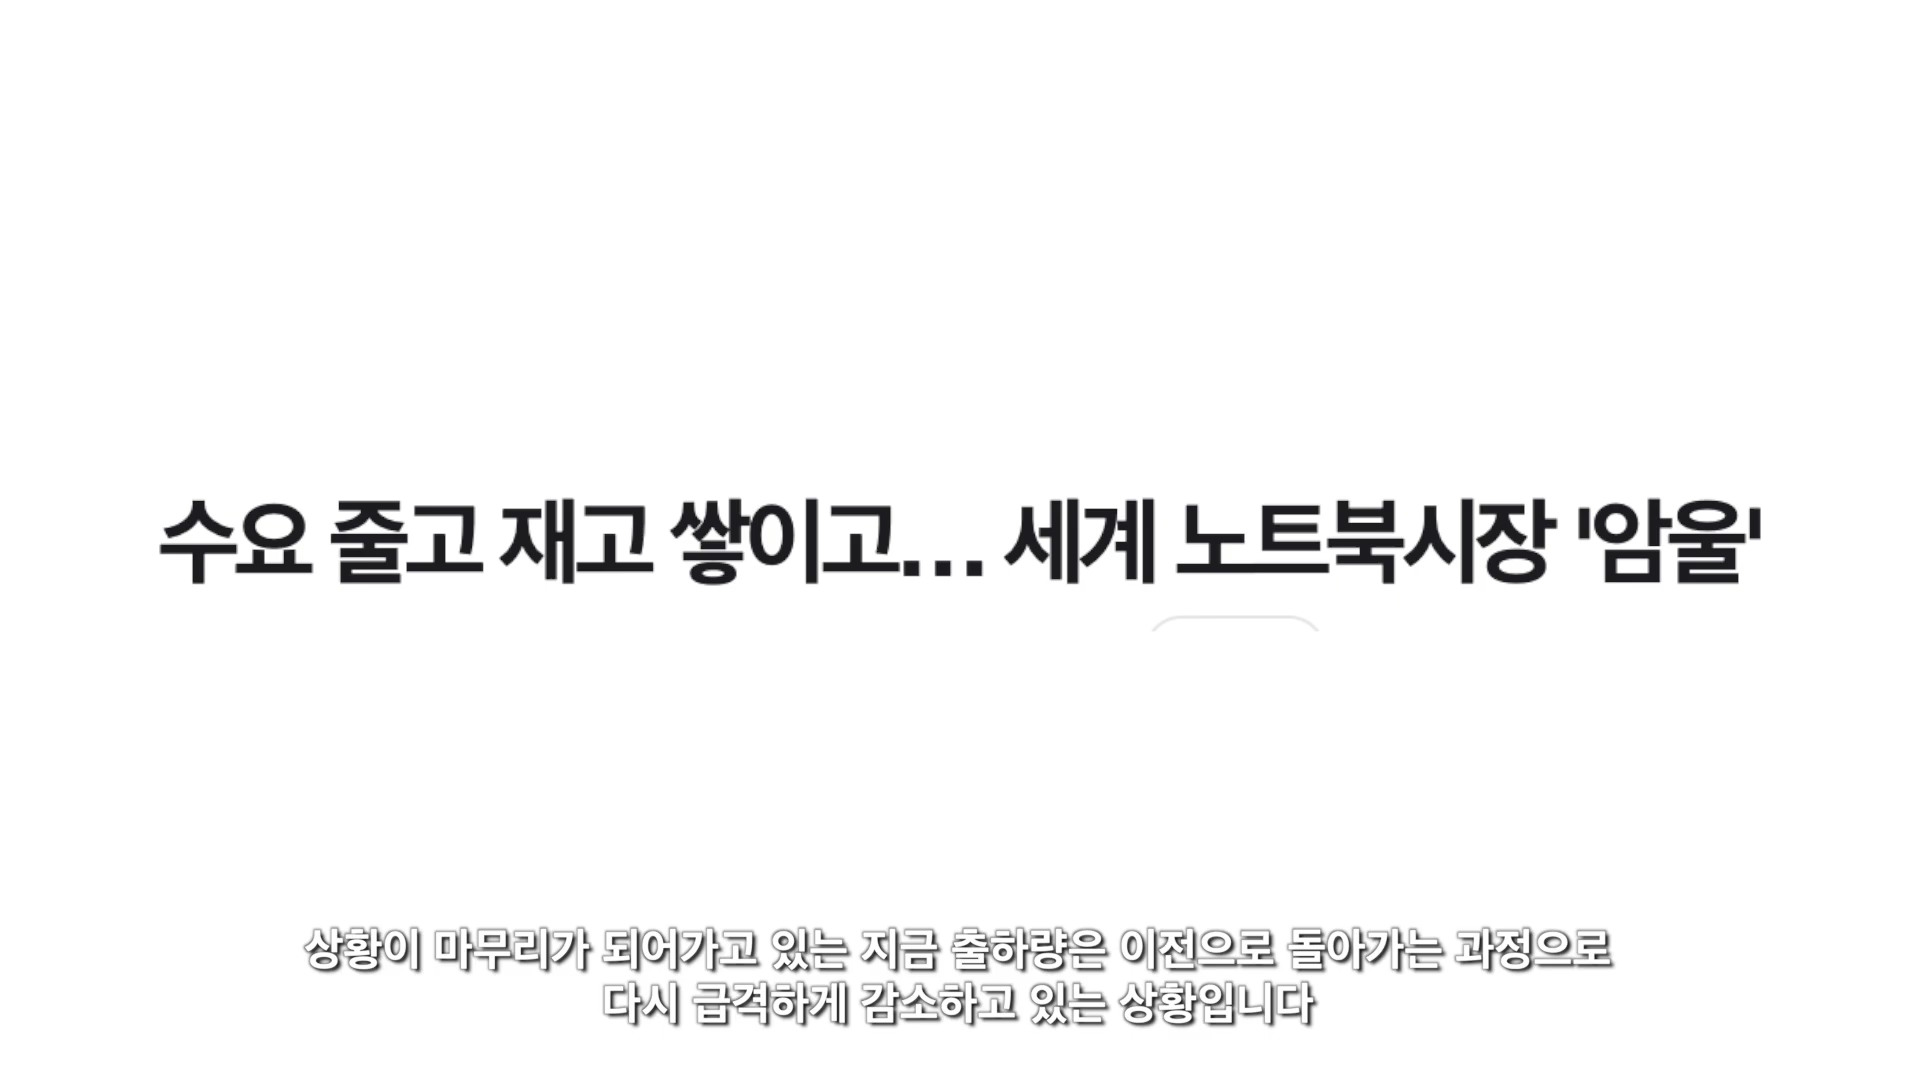 수요 줄고 재고 쌓이고... 세계 노트북시장 '암울'
상황이 마무리가 되어가고 있는 지금 출하량은 이전으로 돌아가는 과정으로
다시 급격하게 감소하고 있는 상황입니다